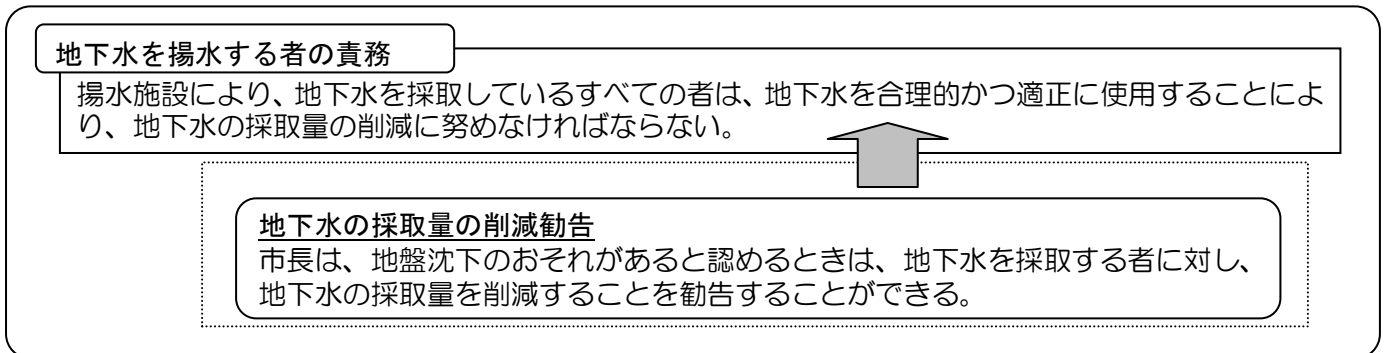 地下水を揚水する者の責務
揚水施設により、地下水を採取しているすべての者は、地下水を合理的かつ適正に使用することによ
り、地下水の採取量の削減に努めなければならない。
地下水の採取量の削減勧告
市長は、地盤沈下のおそれがあると認めるときは、地下水を採取する者に対し、
地下水の採取量を削減することを勧告することができる。